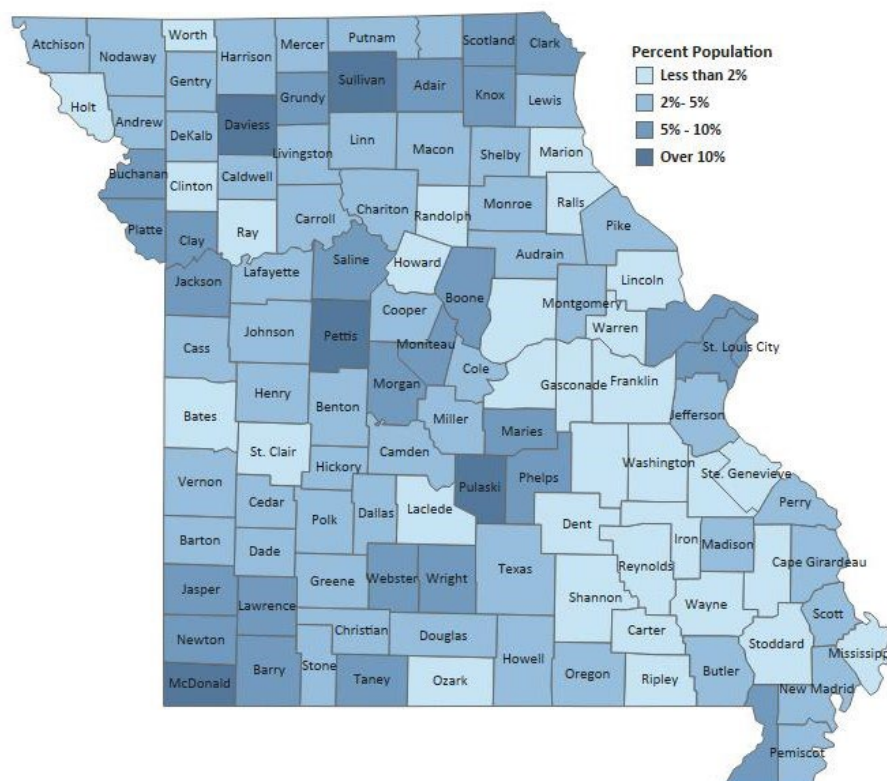 Percent Population
Less than 2%
2%- 5%
5% - 10%
Over 10%
Atchison
Nodaway
Worth
Harrison
Mercer
Putnam
Scotland
Clark
Gentry
Sullivan
Adair
Knox
Lewis
Holt
Andrew
DeKalb
Daviess
Grundy
Linn
Macon
Shelby
Marion
Livingston
Buchanan
Clinton
Caldwell
Chariton
Randolph
Monroe
Ralls
Pike
Platte
Clay
Ray
Carroll
Saline
Howard
Audrain
Jackson
Lafayette
Boone
Montgomery
Lincoln
Cooper
Warren
Cass
Johnson
Pettis
Moniteau
St. Louis City
Cole
Gasconade
Franklin
Henry
Benton
Morgan
Miller
Jefferson
Bates
Maries
St. Clair
Hickory
Camden
Pulaski
Phelps
Washington
Ste. Genevieve
Vernon
Cedar
Polk
Dallas
Laclede
Dent
Iron
Madison
Perry
Barton
Dade
Greene
Webster
Wright
Texas
Reynolds
Cape Girardeau
Jasper
Lawrence
Shannon
Wayne
Scott
Newton
Christian
Douglas
Carter
Stoddard
Mississipp
McDonald
Barry
Stone
Taney
Ozark
Howell
Oregon
Ripley
Butler
New Madrid
Pemiscot